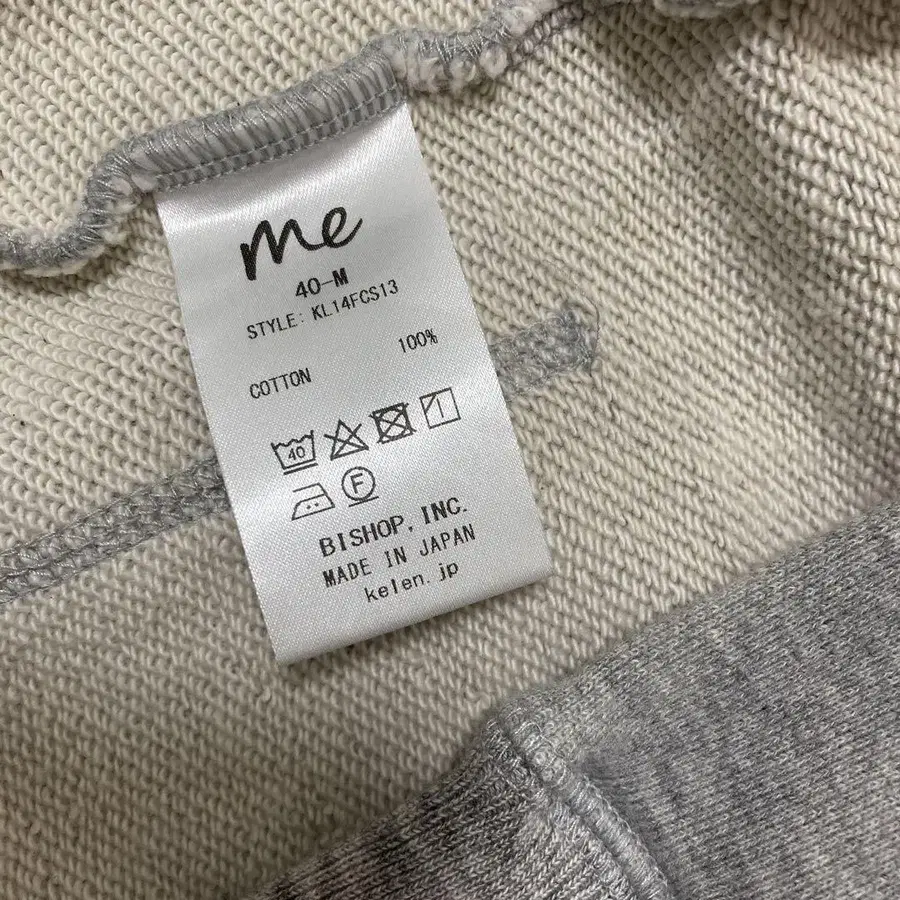 me
40-M
STYLE: KL14FCS13
COTTON 100%
40
F
BISHOP, INC.
MADE IN JAPAN
kelen.jp